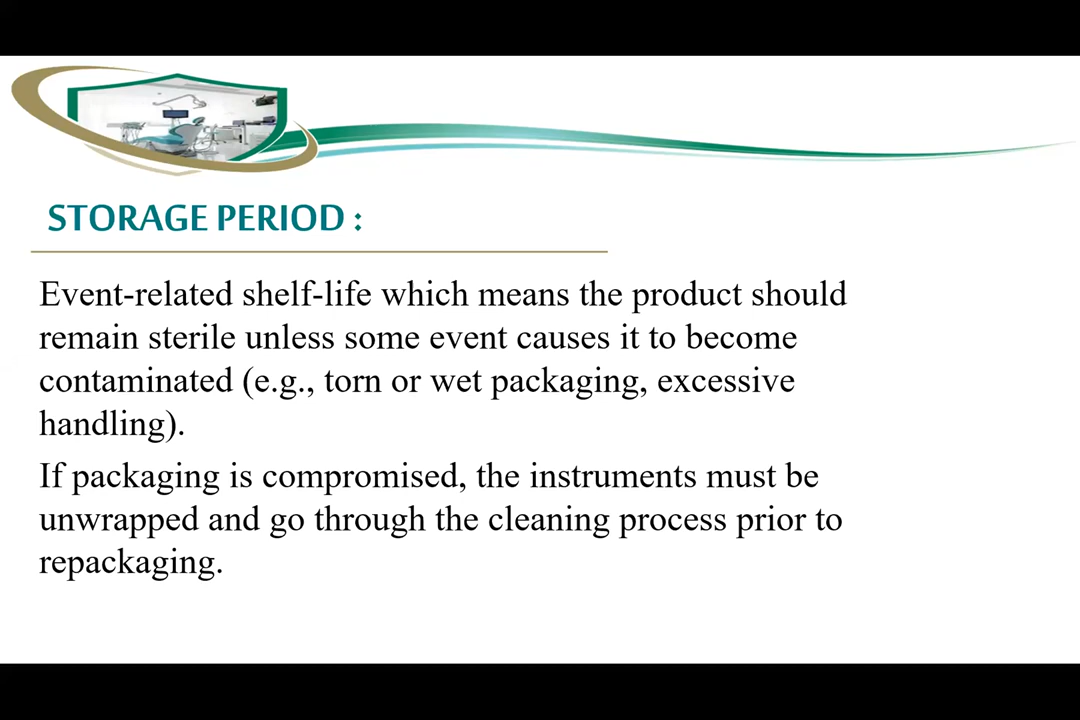 STORAGE PERIOD :
Event-related shelf-life which means the product should
remain sterile unless some event causes it to become
contaminated (e.g., torn or wet packaging, excessive
handling).
If packaging is compromised, the instruments must be
unwrapped and go through the cleaning process prior to
repackaging.